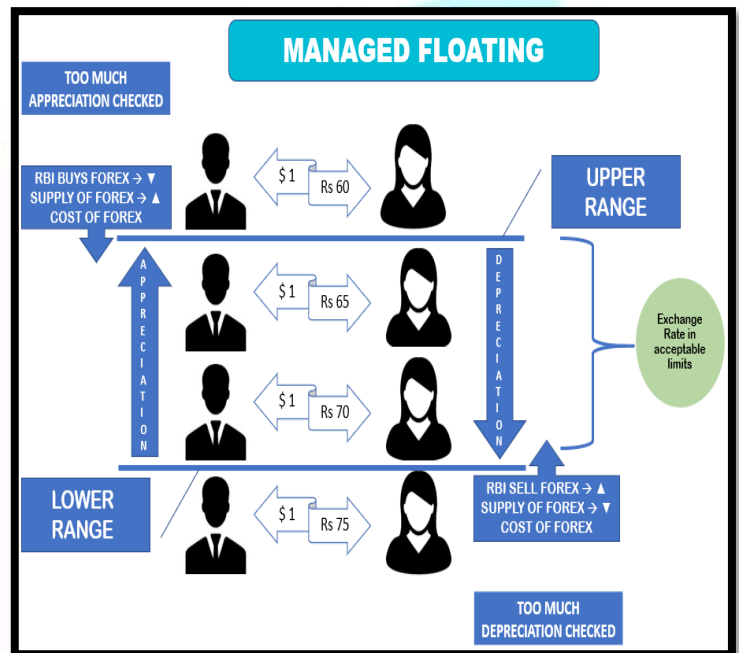 MANAGED FLOATING
TOO MUCH
APPRECIATION CHECKED
RBI BUYS FOREX → ▼
SUPPLY OF FOREX → ▲
COST OF FOREX
$ 1
Rs 60
UPPER
RANGE
APPRECIATION
$ 1
Rs 65
DEPRECIATION
Exchange
Rate in
acceptable
limits
$ 1
Rs 70
LOWER
RANGE
$ 1
Rs 75
RBI SELL FOREX → ▲
SUPPLY OF FOREX → ▼
COST OF FOREX
TOO MUCH
DEPRECIATION CHECKED